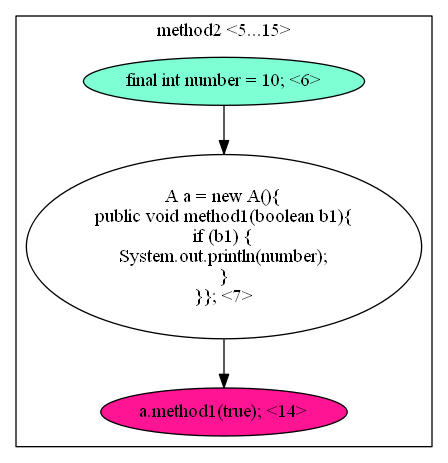 method2 <5...15>
final int number = 10; <6>
A a = new A(){
public void method1(boolean b1){
if (b1) {
System.out.println(number);
}
}}; <7>
a.method1(true); <14>